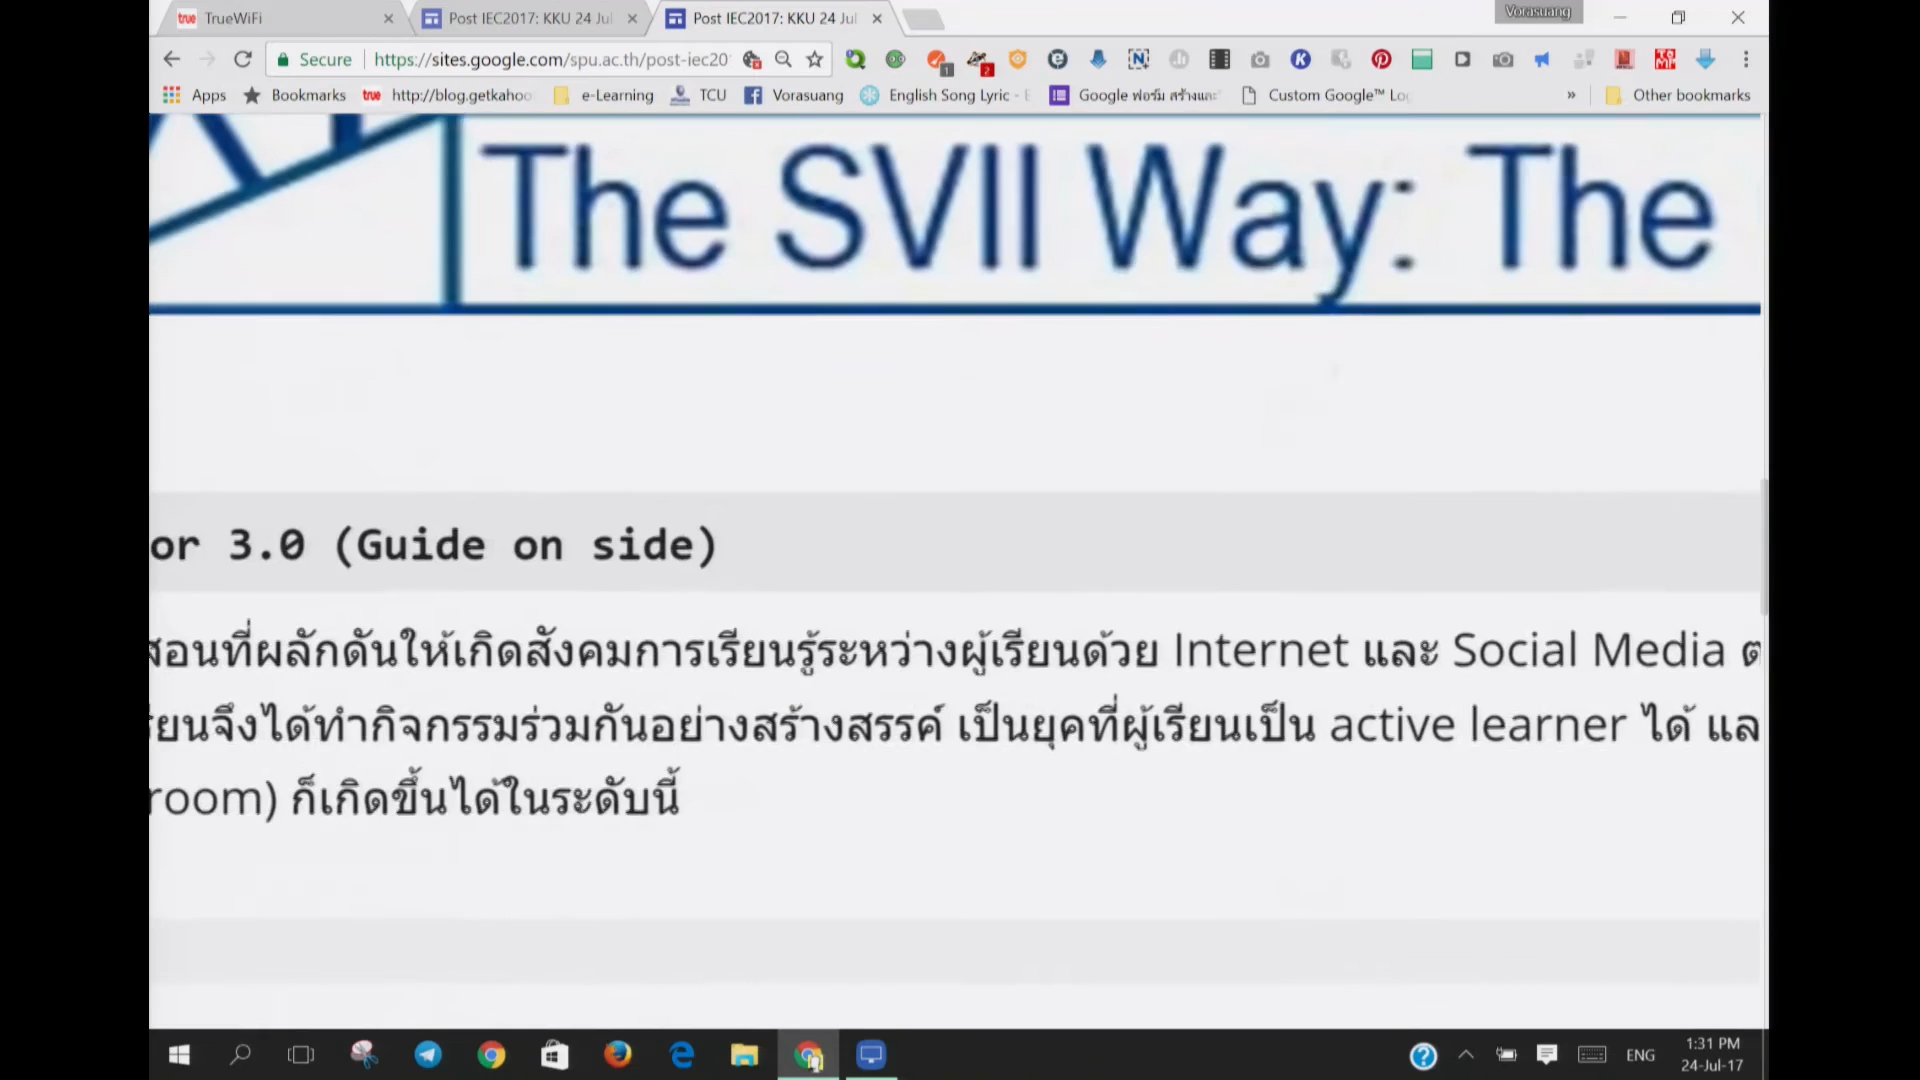 true TrueWiFi
Post IEC2017: KKU 24 Jul
Post IEC2017: KKU 24 Jul
Vorasuang
Secure https://sites.google.com/spu.ac.th/post-iec20
1
2
Apps Bookmarks true http://blog.getkahoo e-Learning TCU Vorasuang English Song Lyric - Google ฟอร์ม สร้างและ Custom Google™ Lo » Other bookmarks
The SVII Way: The
or 3.0 (Guide on side)
สอนที่ผลักดันให้เกิดสังคมการเรียนรู้ระหว่างผู้เรียนด้วย Internet และ Social Media ต
รียนจึงได้ทำกิจกรรมร่วมกันอย่างสร้างสรรค์ เป็นยุคที่ผู้เรียนเป็น active learner ได้ แล
room) ก็เกิดขึ้นได้ในระดับนี้
ENG
1:31 PM
24-Jul-17